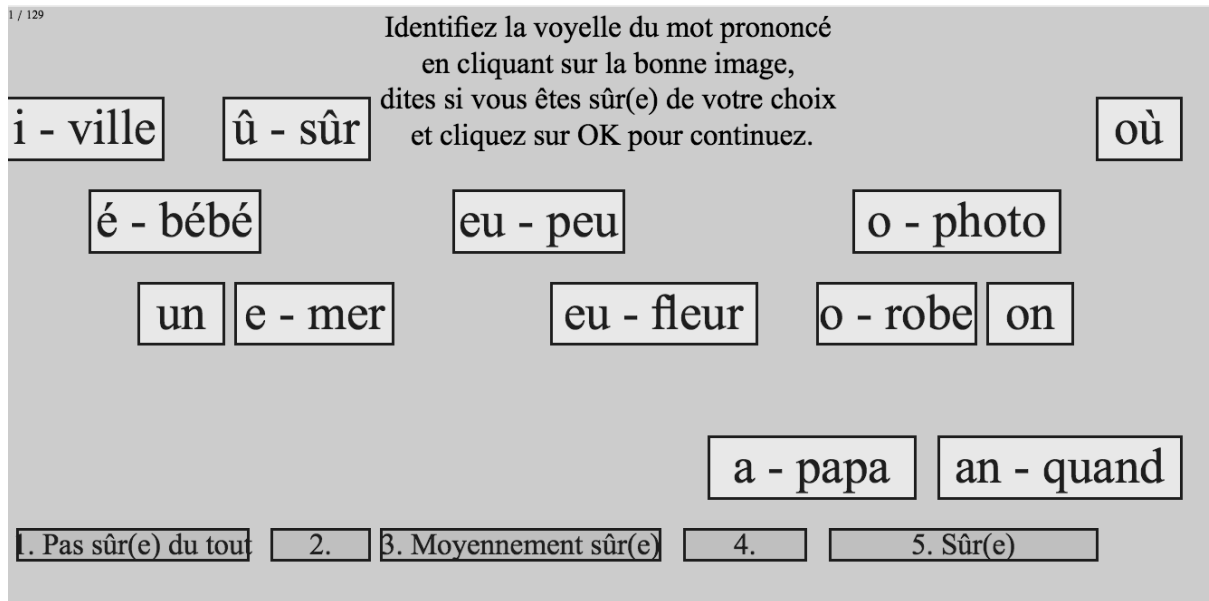 1 / 129
Identifiez la voyelle du mot prononcé
en cliquant sur la bonne image,
dites si vous êtes sûr(e) de votre choix
et cliquez sur OK pour continuez.
i - ville
û - sûr
où
é - bébé
eu - peu
o - photo
un
e - mer
eu - fleur
o - robe
on
a - papa
an - quand
1. Pas sûr(e) du tout
2.
3. Moyennement sûr(e)
4.
5. Sûr(e)